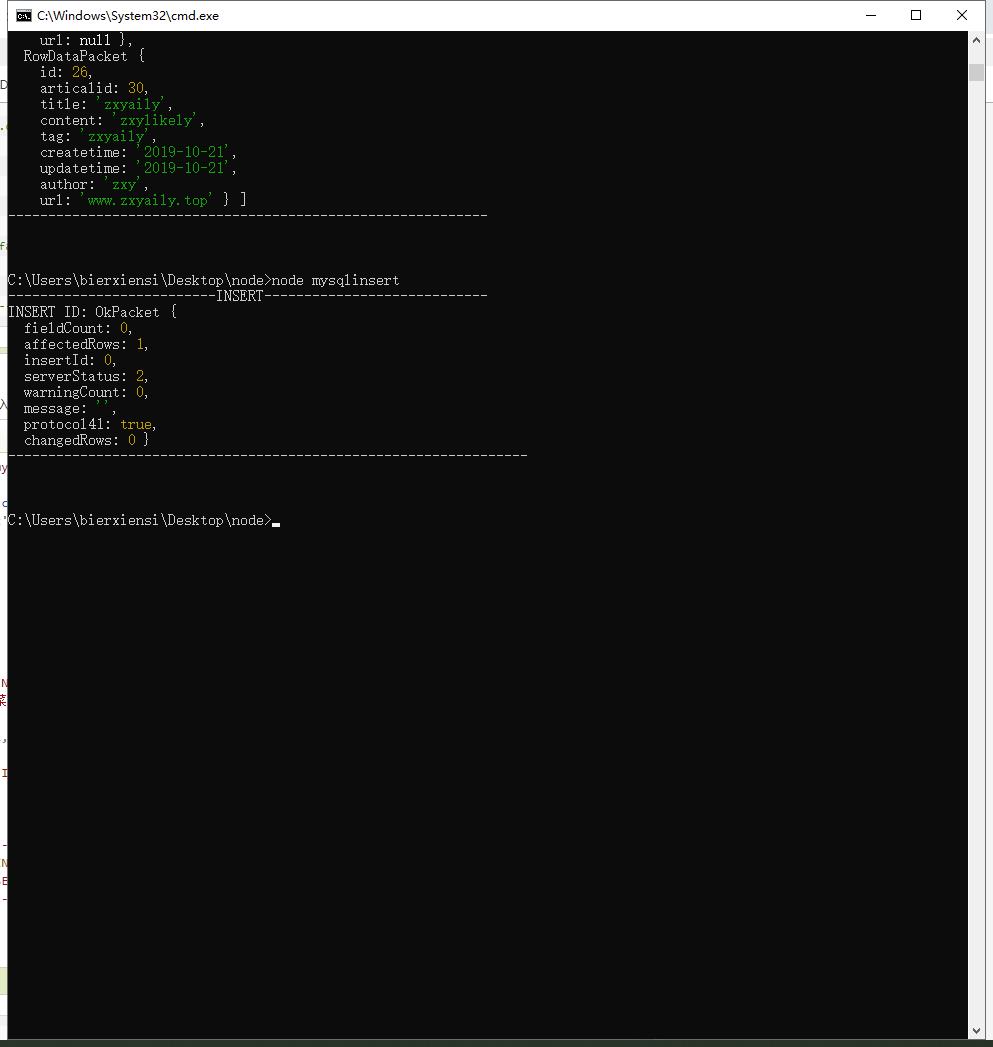 C:\Windows\System32\cmd.exe
url: null },
RowDataPacket {
id: 26,
articalid: 30,
title: 'zxyaily',
content: 'zxylikely',
tag: 'zxyaily',
createtime: '2019-10-21',
updatetime: '2019-10-21',
author: 'zxy',
url: 'www.zxyaily.top' } ]
------------------------------------------------------------
C:\Users\bierxiensi\Desktop\node>node mysqlinsert
--------------------------INSERT----------------------------
INSERT ID: OkPacket {
fieldCount: 0,
affectedRows: 1,
insertId: 0,
serverStatus: 2,
warningCount: 0,
message: '',
protocol41: true,
changedRows: 0 }
-----------------------------------------------------------------
C:\Users\bierxiensi\Desktop\node>